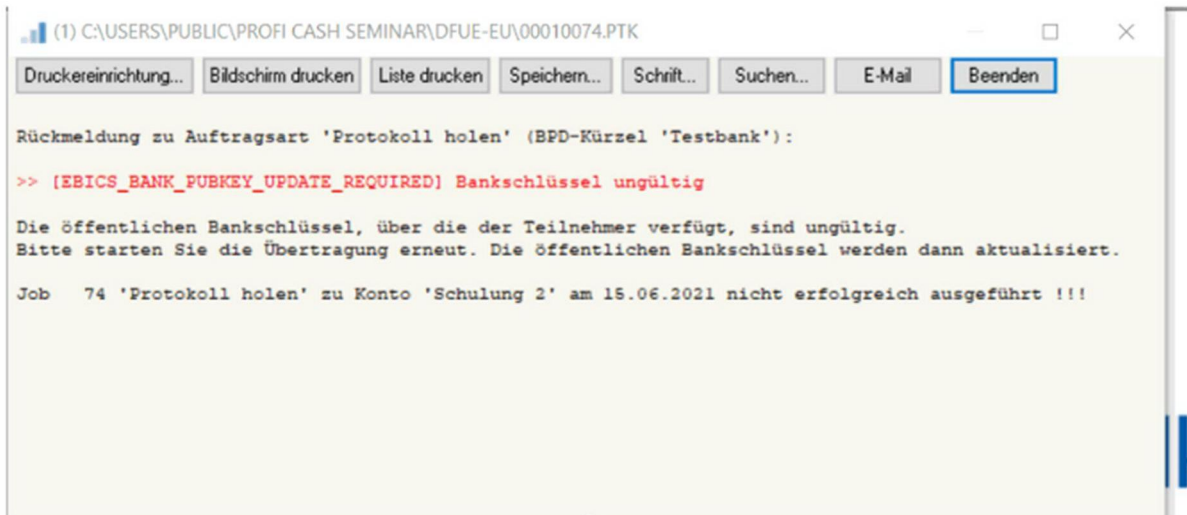 (1) C:\USERS\PUBLIC\PROFI CASH SEMINAR\DFUE-EU\00010074.PTK
Druckereinrichtung... Bildschirm drucken Liste drucken Speichern... Schrift... Suchen... E-Mail Beenden
Rückmeldung zu Auftragsart 'Protokoll holen' (BPD-Kürzel 'Testbank'):
>> [EBICS_BANK_PUBKEY_UPDATE_REQUIRED] Bankschlüssel ungültig
Die öffentlichen Bankschlüssel, über die der Teilnehmer verfügt, sind ungültig.
Bitte starten Sie die Übertragung erneut. Die öffentlichen Bankschlüssel werden dann aktualisiert.
Job 74 'Protokoll holen' zu Konto 'Schulung 2' am 15.06.2021 nicht erfolgreich ausgeführt !!!